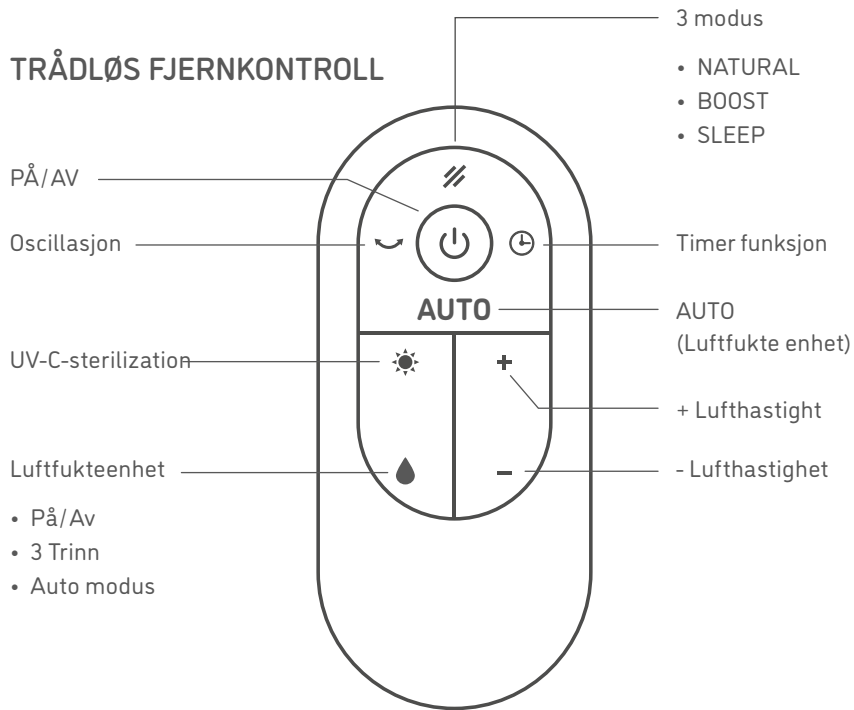 TRÅDLØS FJERNKONTROLL
3 modus
• NATURAL
• BOOST
• SLEEP
PÅ/AV
Oscillasjon
Timer funksjon
AUTO
AUTO
(Luftfukte enhet)
UV-C-sterilization
+ Lufthastight
Luftfukteenhet
- Lufthastighet
• På/Av
• 3 Trinn
• Auto modus